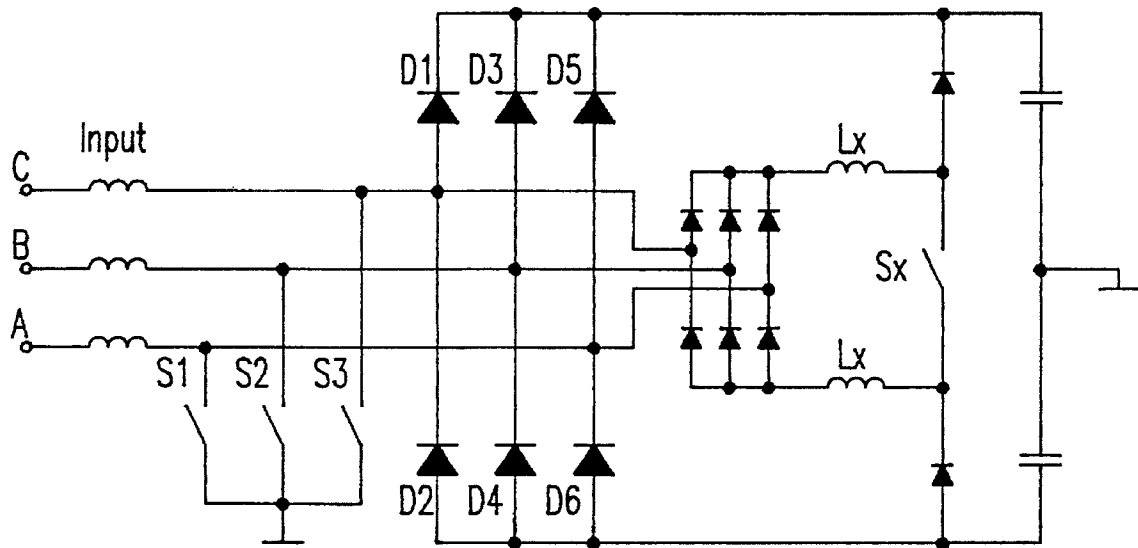 D1 D3 D5
Input
C
Lx
B
Sx
A
S1 S2 S3
Lx
D2 D4 D6